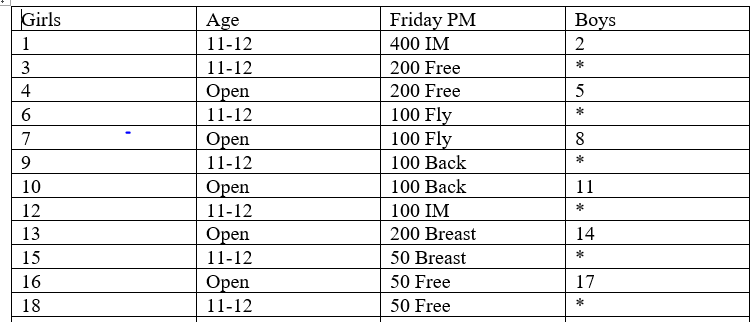 Girls Age Friday PM Boys
1 11-12 400 IM 2
3 11-12 200 Free *
4 Open 200 Free 5
6 11-12 100 Fly *
7 Open 100 Fly 8
9 11-12 100 Back *
10 Open 100 Back 11
12 11-12 100 IM *
13 Open 200 Breast 14
15 11-12 50 Breast *
16 Open 50 Free 17
18 11-12 50 Free *